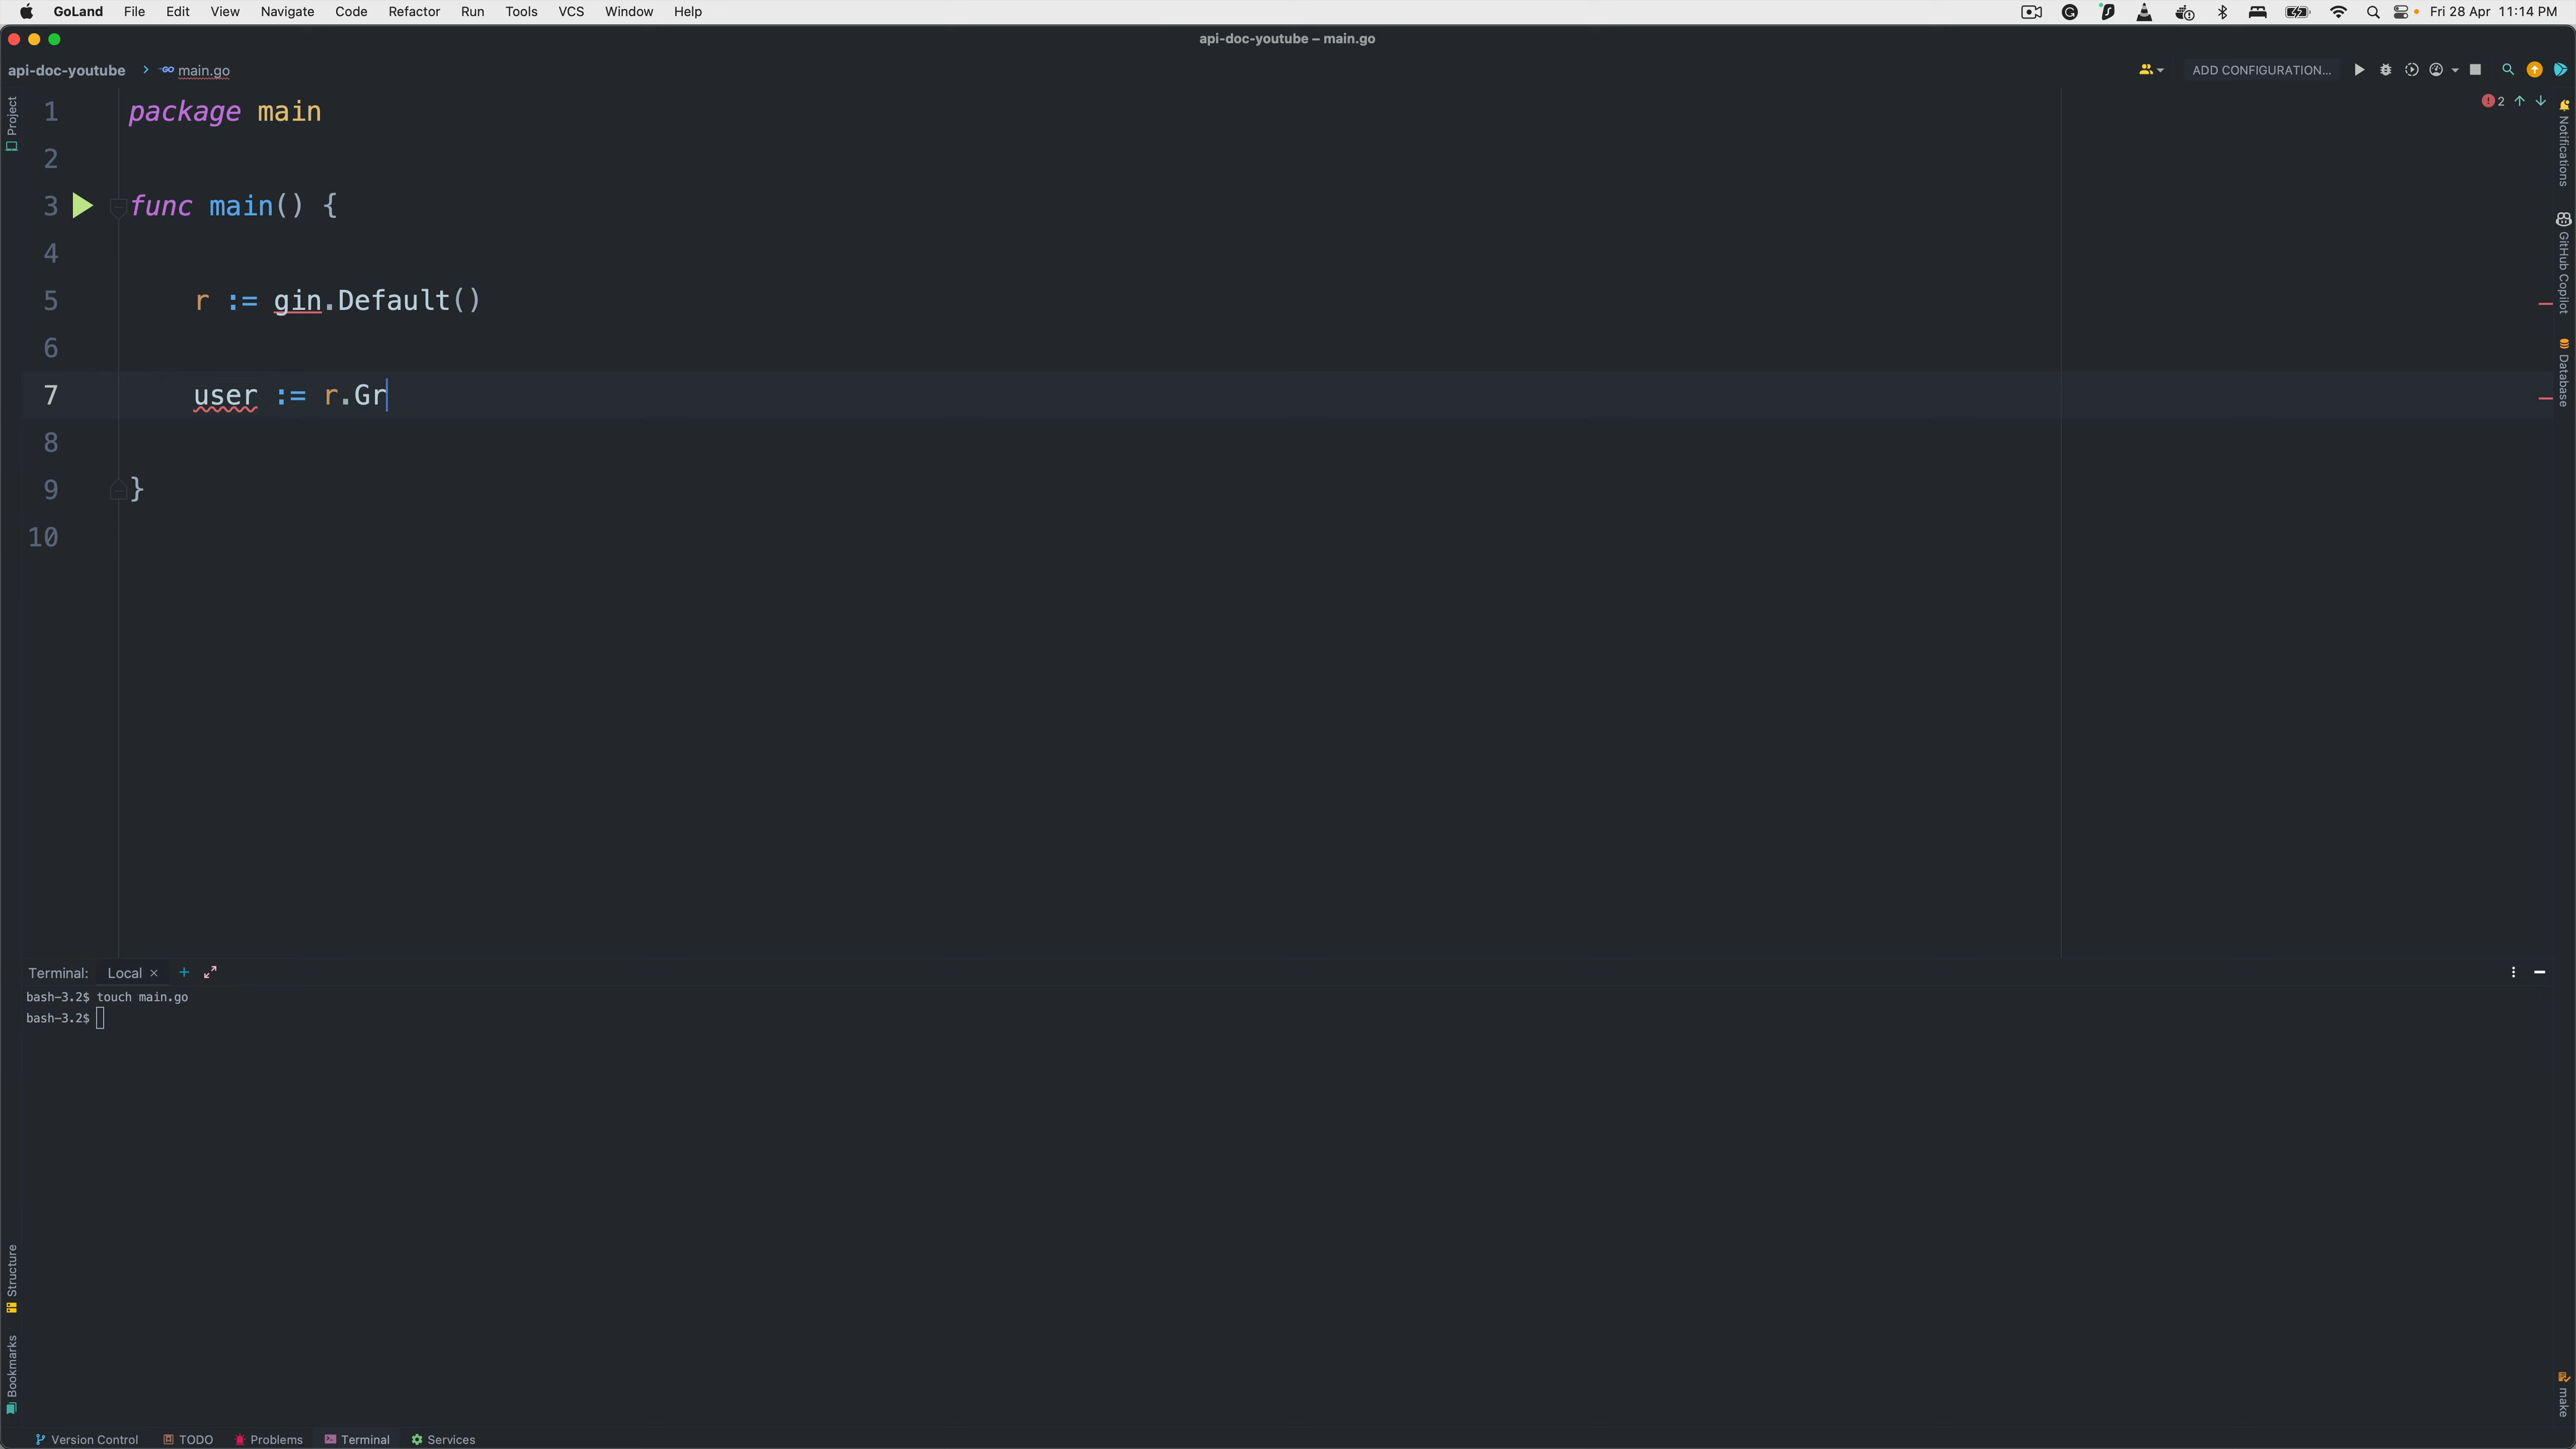 GoLand File Edit View Navigate Code Refactor Run Tools VCS Window Help Fri 28 Apr 11:14 PM
api-doc-youtube – main.go
api-doc-youtube main.go ADD CONFIGURATION...
2
Project
Notifications
GitHub Copilot
Database
1 package main
2
3 func main() {
4
5 r := gin.Default()
6
7 user := r.Gr
8
9 }
10
Terminal: Local
bash-3.2$ touch main.go
bash-3.2$
Structure
Bookmarks
make
Version Control TODO Problems Terminal Services